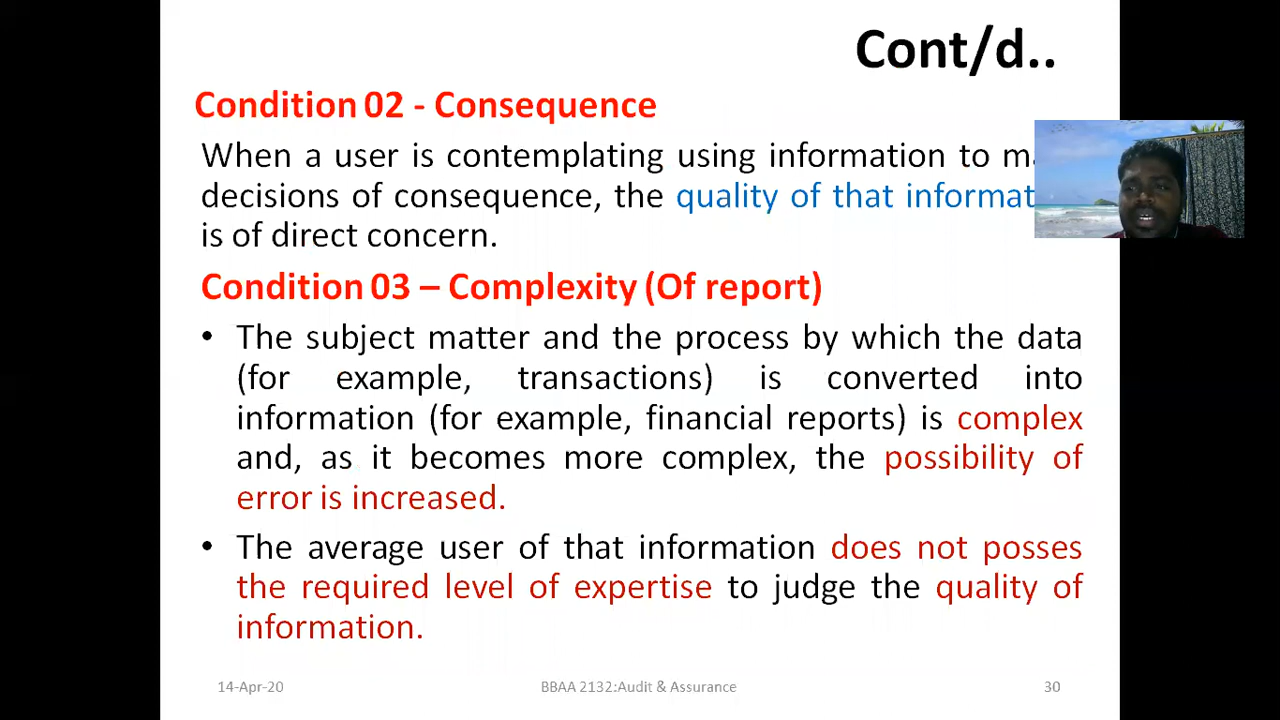 Cont/d..
Condition 02 - Consequence
When a user is contemplating using information to
decisions of consequence, the quality of that
is of direct concern.
Condition 03 – Complexity (Of report)
• The subject matter and the process by which the data
(for example, transactions) is converted into
information (for example, financial reports) is complex
and, as it becomes more complex, the possibility of
error is increased.
• The average user of that information does not posses
the required level of expertise to judge the quality of
information.
14-Apr-20 BBAA 2132:Audit & Assurance 30